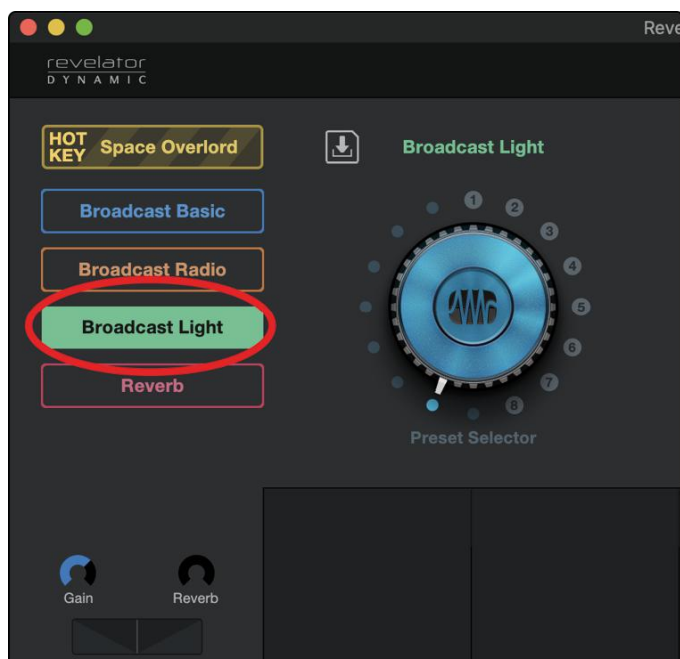 Reve
revelator
DYNAMIC
HOT KEY Space Overlord
Broadcast Light
Broadcast Basic
Broadcast Radio
Broadcast Light
Reverb
1
2
3
4
5
6
7
8
Preset Selector
Gain
Reverb